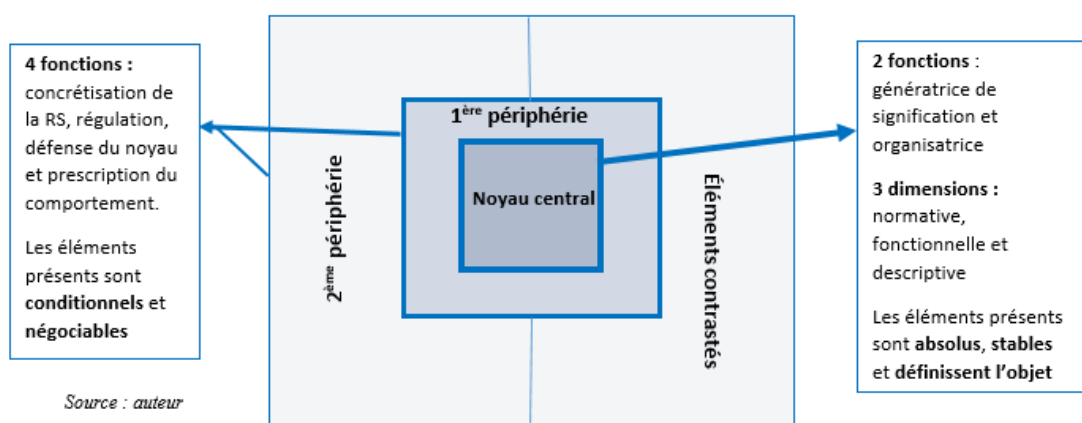 4 fonctions :
concrétisation de
la RS, régulation,
défense du noyau
et prescription du
comportement.
Les éléments
présents sont
conditionnels et
négociables
Source : auteur
2ème périphérie
1ère périphérie
Noyau central
Éléments contrastés
2 fonctions :
génératrice de
signification et
organisatrice
3 dimensions :
normative,
fonctionnelle et
descriptive
Les éléments présents
sont absolus, stables
et définissent l'objet